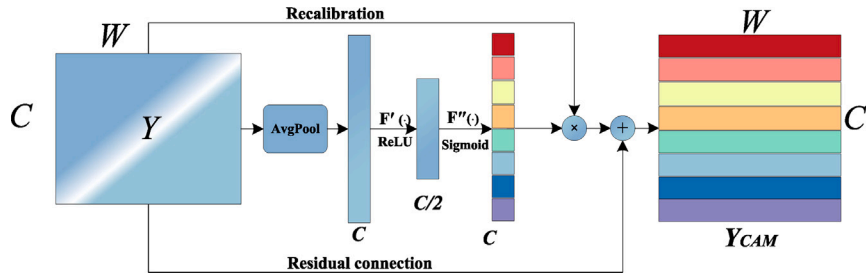 Recalibration
W
W
C
Y
AvgPool
F' (·)
ReLU
F''(·)
Sigmoid
×
+
C
C/2
C
C
Y_CAM
Residual connection